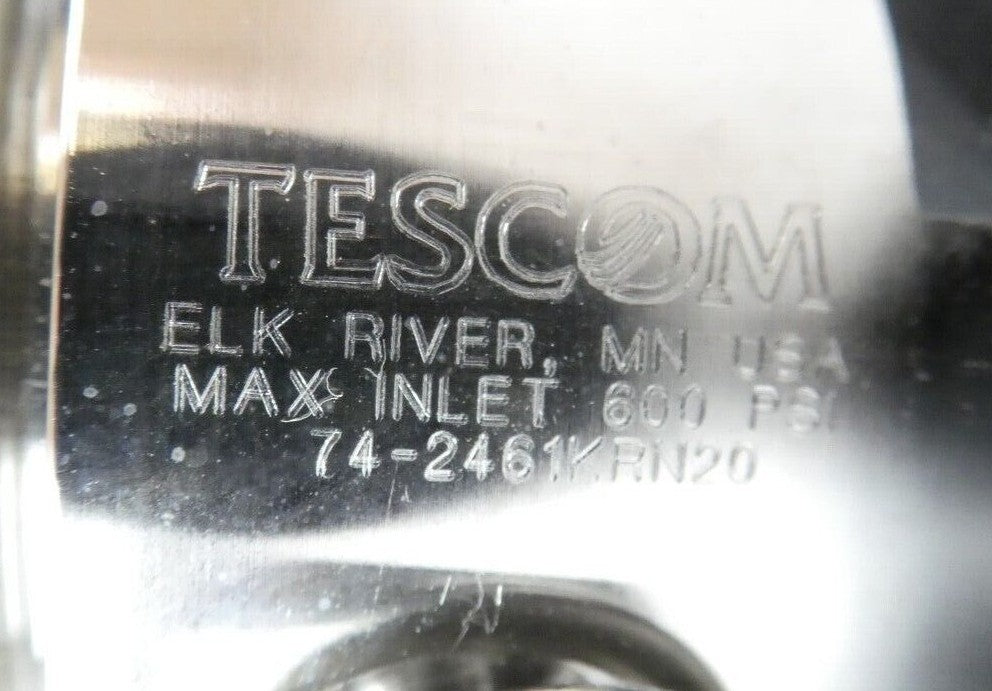 TESCOM
ELK RIVER, MN USA
MAX INLET 600 PSI
74-2461KRN20